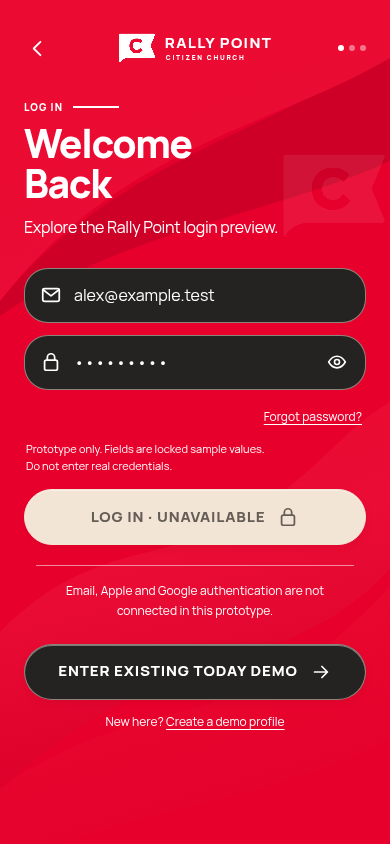 RALLY POINT
CITIZEN CHURCH
LOG IN
Welcome
Back
Explore the Rally Point login preview.
alex@example.test
•••••••••
Forgot password?
Prototype only. Fields are locked sample values.
Do not enter real credentials.
LOG IN · UNAVAILABLE
Email, Apple and Google authentication are not
connected in this prototype.
ENTER EXISTING TODAY DEMO
New here? Create a demo profile